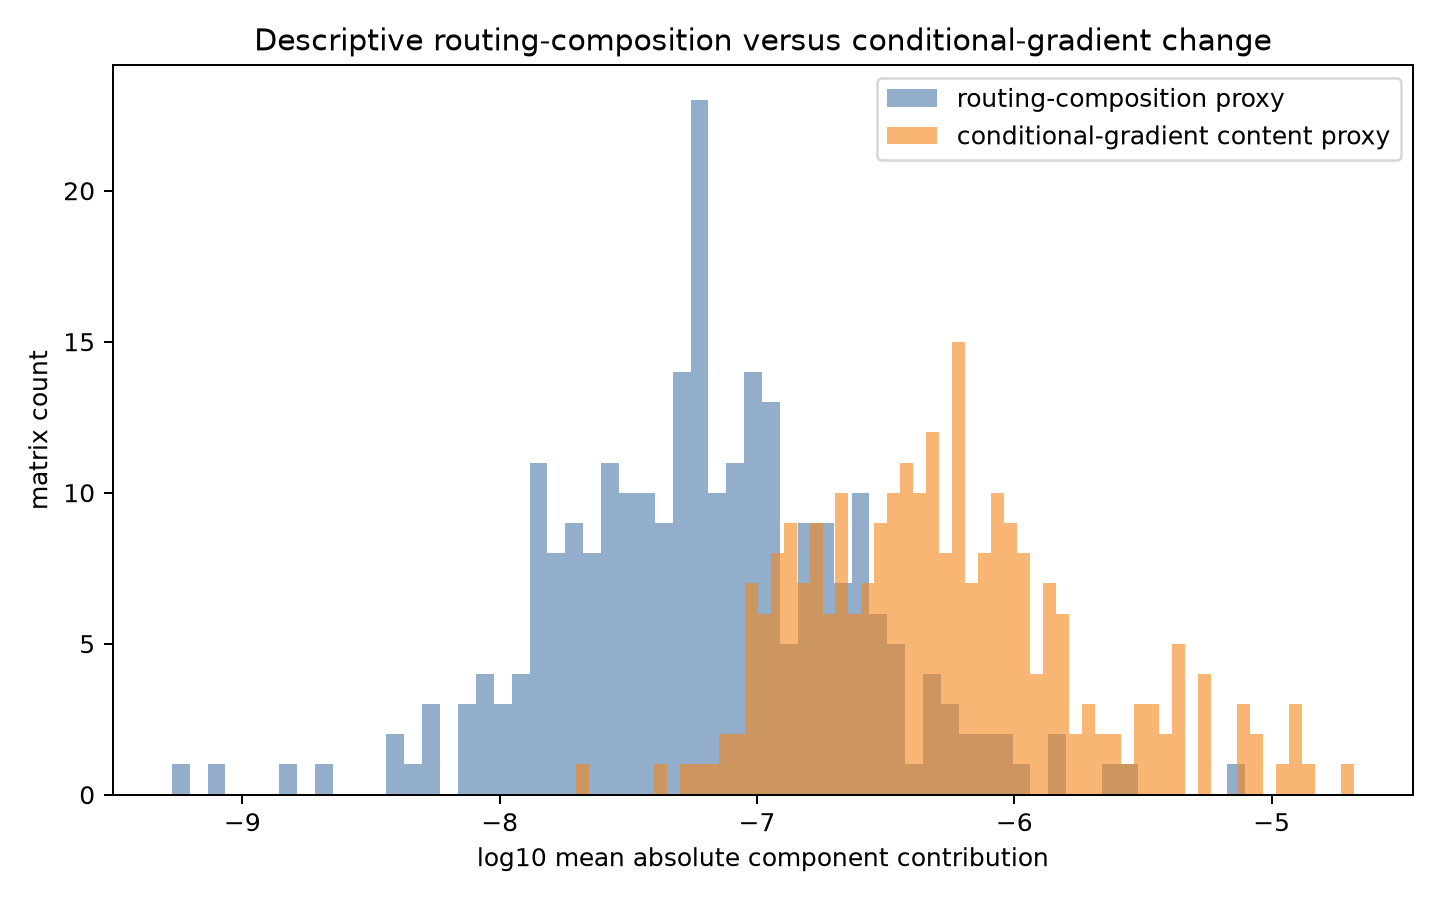 Descriptive routing-composition versus conditional-gradient change
routing-composition proxy
conditional-gradient content proxy
matrix count
20
15
10
5
0
−9
−8
−7
−6
−5
log10 mean absolute component contribution